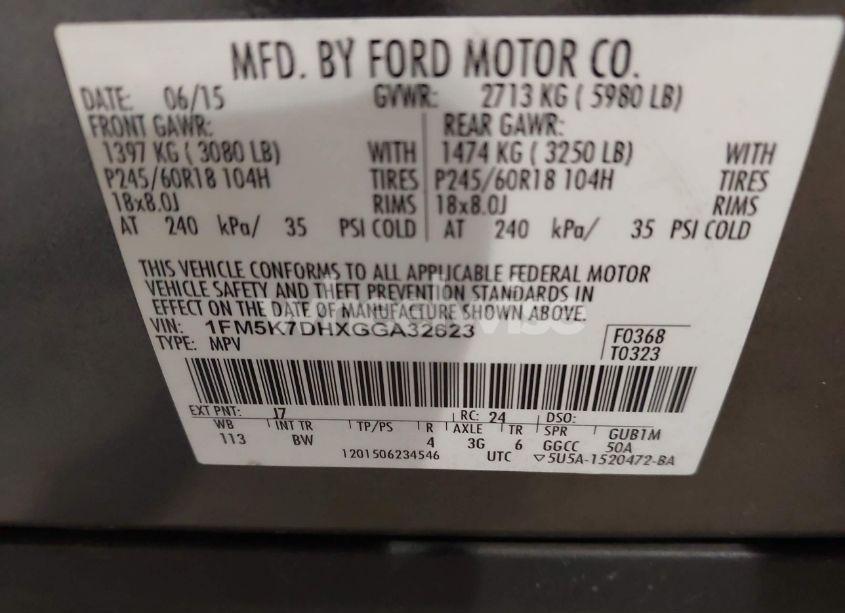 MFD. BY FORD MOTOR CO.
DATE: 06/15 GVWR: 2713 KG ( 5980 LB)
FRONT GAWR: REAR GAWR:
1397 KG ( 3080 LB) WITH 1474 KG ( 3250 LB) WITH
P245/60R18 104H TIRES P245/60R18 104H TIRES
18x8.0J RIMS 18x8.0J RIMS
AT 240 kPa/ 35 PSI COLD AT 240 kPa/ 35 PSI COLD
THIS VEHICLE CONFORMS TO ALL APPLICABLE FEDERAL MOTOR
VEHICLE SAFETY AND THEFT PREVENTION STANDARDS IN
EFFECT ON THE DATE OF MANUFACTURE SHOWN ABOVE.
VIN: 1FM5K7DHXGGA32623 F0368
TYPE: MPV T0323
EXT PNT: J7 RC: 24 DSO:
WB INT TR TP/PS R AXLE TR SPR GUB1M
113 BW 4 3G 6 GGCC 50A
1201506234546 UTC ▽5U5A-1520472-BA